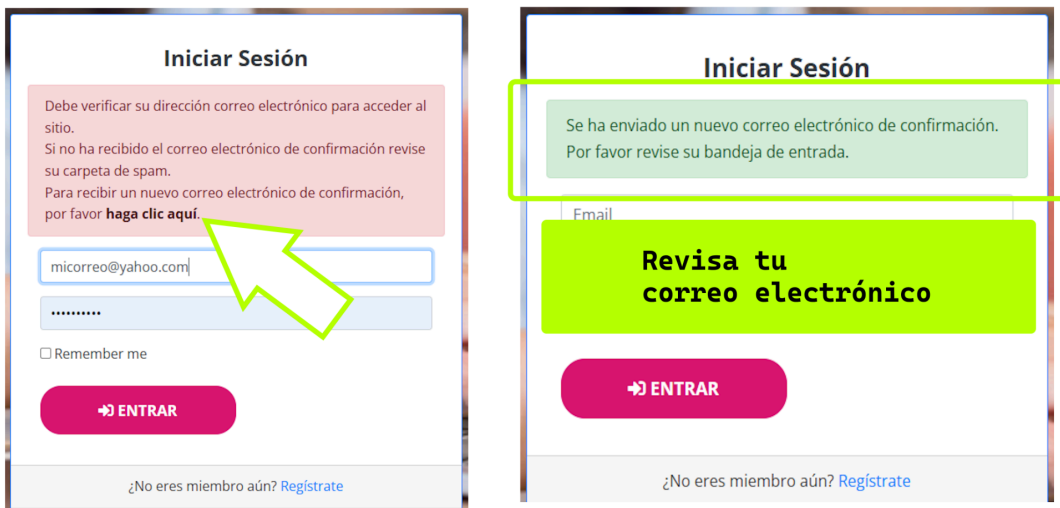 Iniciar Sesión
Debe verificar su dirección correo electrónico para acceder al
sitio.
Si no ha recibido el correo electrónico de confirmación revise
su carpeta de spam.
Para recibir un nuevo correo electrónico de confirmación,
por favor haga clic aquí.
micorreo@yahoo.com
••••••••••
Remember me
ENTRAR
¿No eres miembro aún? Regístrate
Iniciar Sesión
Se ha enviado un nuevo correo electrónico de confirmación.
Por favor revise su bandeja de entrada.
Email
Revisa tu
correo electrónico
ENTRAR
¿No eres miembro aún? Regístrate